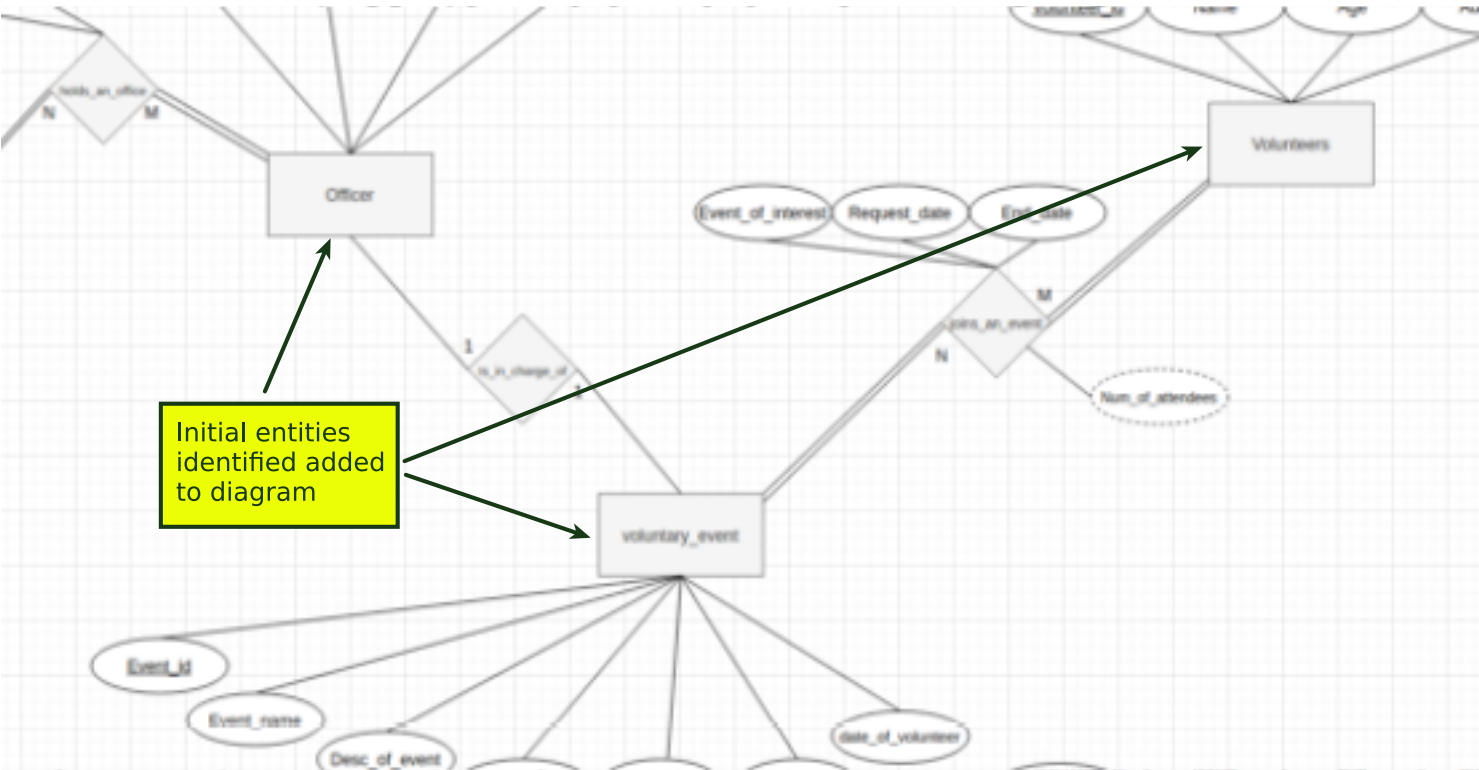 Volunteer_id
Name
Age
holds_an_office
N
M
Volunteers
Officer
Event_of_interest
Request_date
End_date
M
joins_an_event
1
N
is_in_charge_of
1
Num_of_attendees
Initial entities
identified added
to diagram
voluntary_event
Event_id
Event_name
date_of_volunteer
Desc_of_event